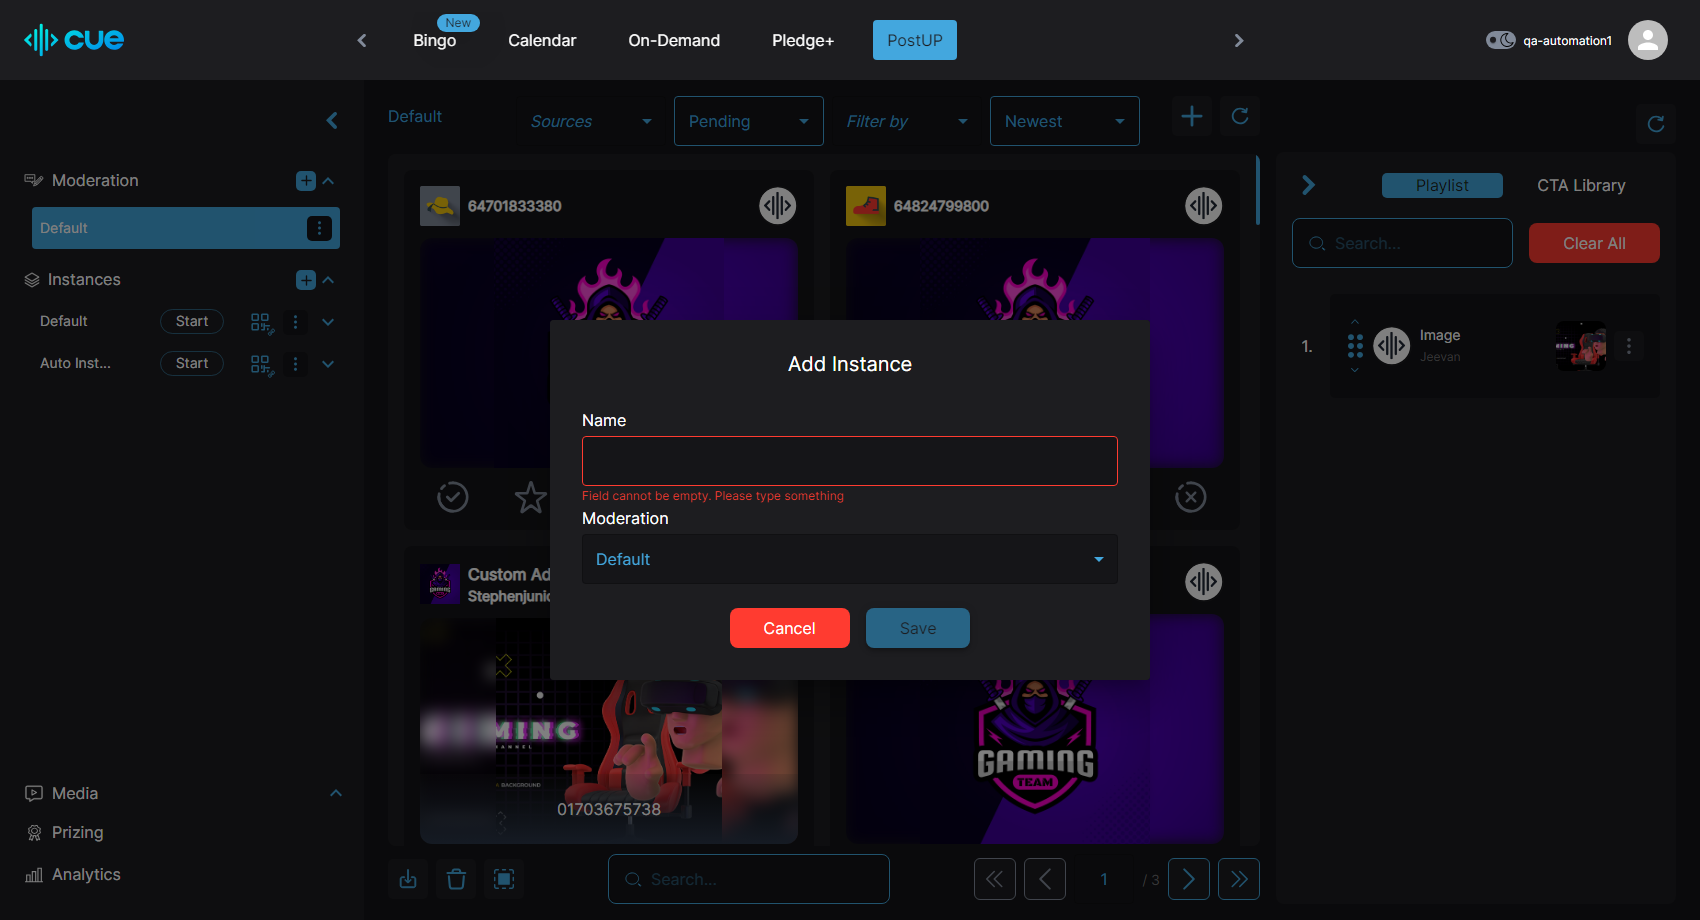 cue
New
Bingo
Calendar
On-Demand
Pledge+
PostUP
qa-automation1
Default
Sources
Pending
Filter by
Newest
Moderation
Default
Instances
Default
Start
Auto Inst...
Start
Media
Prizing
Analytics
64701833380
64824799800
Custom Ad
Stephenjunio
MING
ANNEL
BACKGROUND
01703675738
GAMING
TEAM
Add Instance
Name
Field cannot be empty. Please type something
Moderation
Default
Cancel
Save
Search...
1
/ 3
Playlist
CTA Library
Search...
Clear All
1.
Image
Jeevan